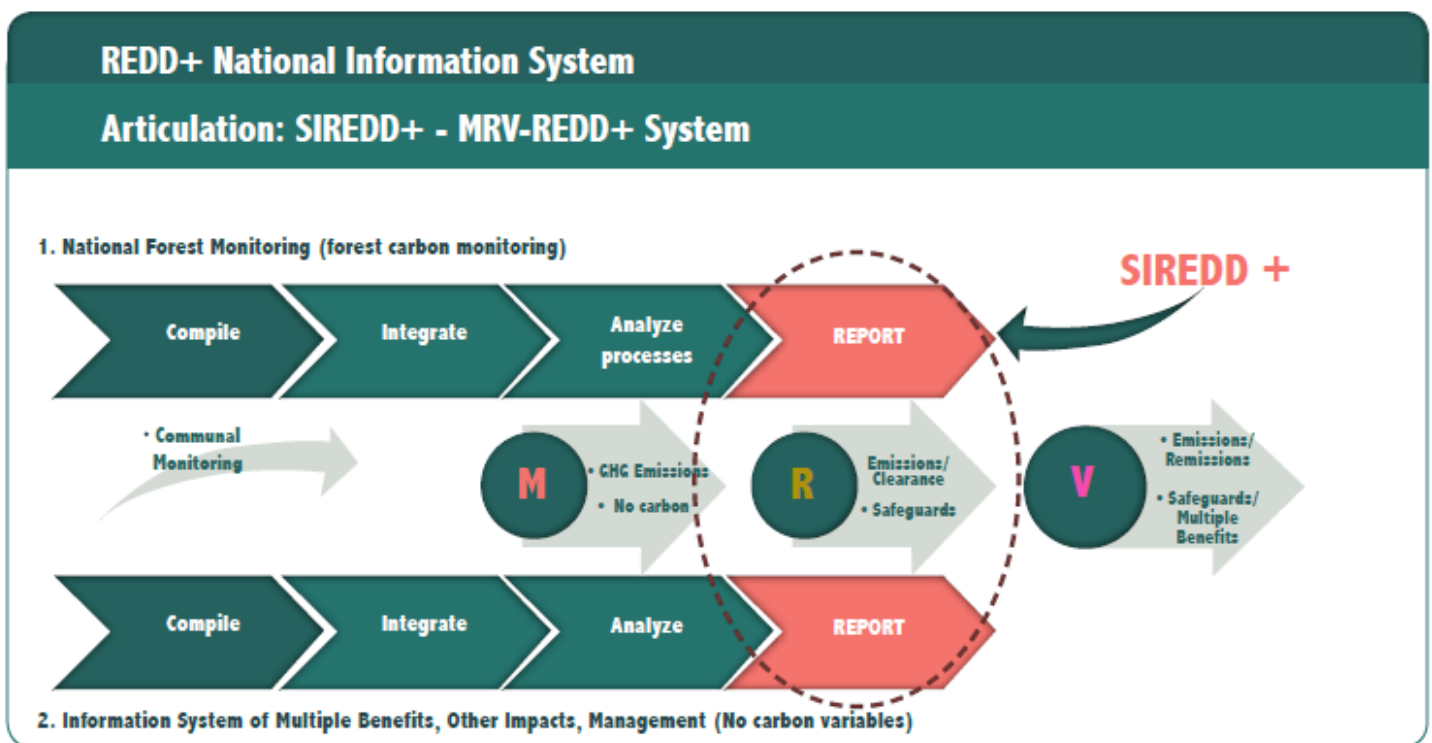 REDD+ National Information System
Articulation: SIREDD+ - MRV-REDD+ System
1. National Forest Monitoring (forest carbon monitoring)
SIREDD +
Compile
Integrate
Analyze
processes
REPORT
• Communal
Monitoring
M
• GHG Emissions
• No carbon
R
Emissions/
Clearance
• Safeguards
V
• Emissions/
Remissions
• Safeguards/
Multiple
Benefits
Compile
Integrate
Analyze
REPORT
2. Information System of Multiple Benefits, Other Impacts, Management (No carbon variables)